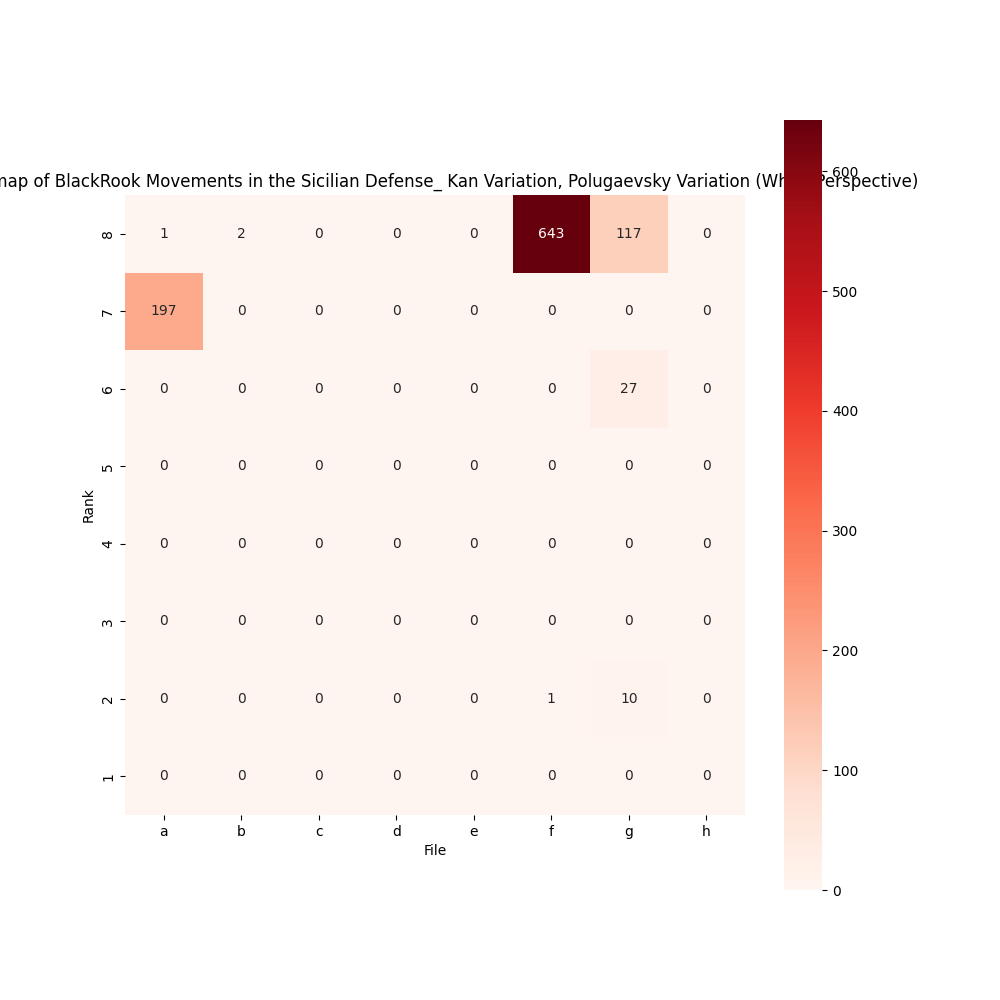 map of BlackRook Movements in the Sicilian Defense_ Kan Variation, Polugaevsky Variation (Perspective)
8 1 2 0 0 0 643 117 0
7 197 0 0 0 0 0 0 0
6 0 0 0 0 0 0 27 0
5 0 0 0 0 0 0 0 0
4 0 0 0 0 0 0 0 0
3 0 0 0 0 0 0 0 0
2 0 0 0 0 0 1 10 0
1 0 0 0 0 0 0 0 0
a b c d e f g h
File
Rank
600
500
400
300
200
100
0